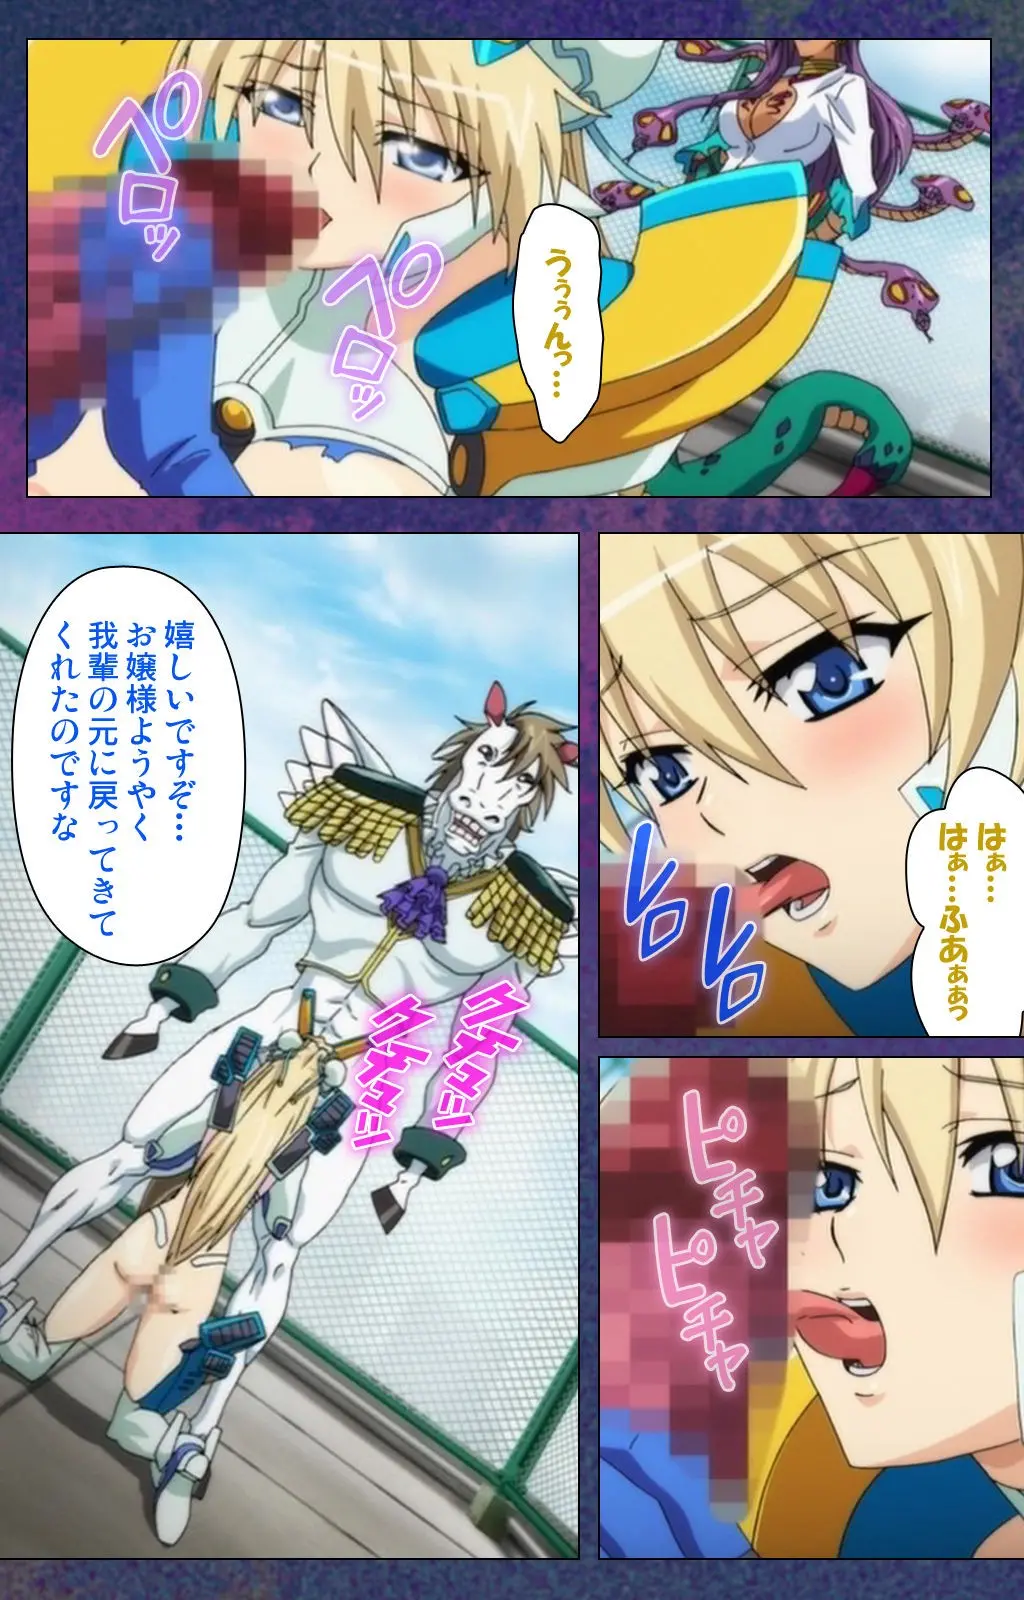 ペロッ
ペロッ
うぅぅんっ…
はぁ…
はぁ…ふあぁぁっ
レロ
レロ
嬉しいですぞ…
お嬢様ようやく
我輩の元に戻ってきて
くれたのですな
クチュッ
クチュッ
ピチャ
ピチャ